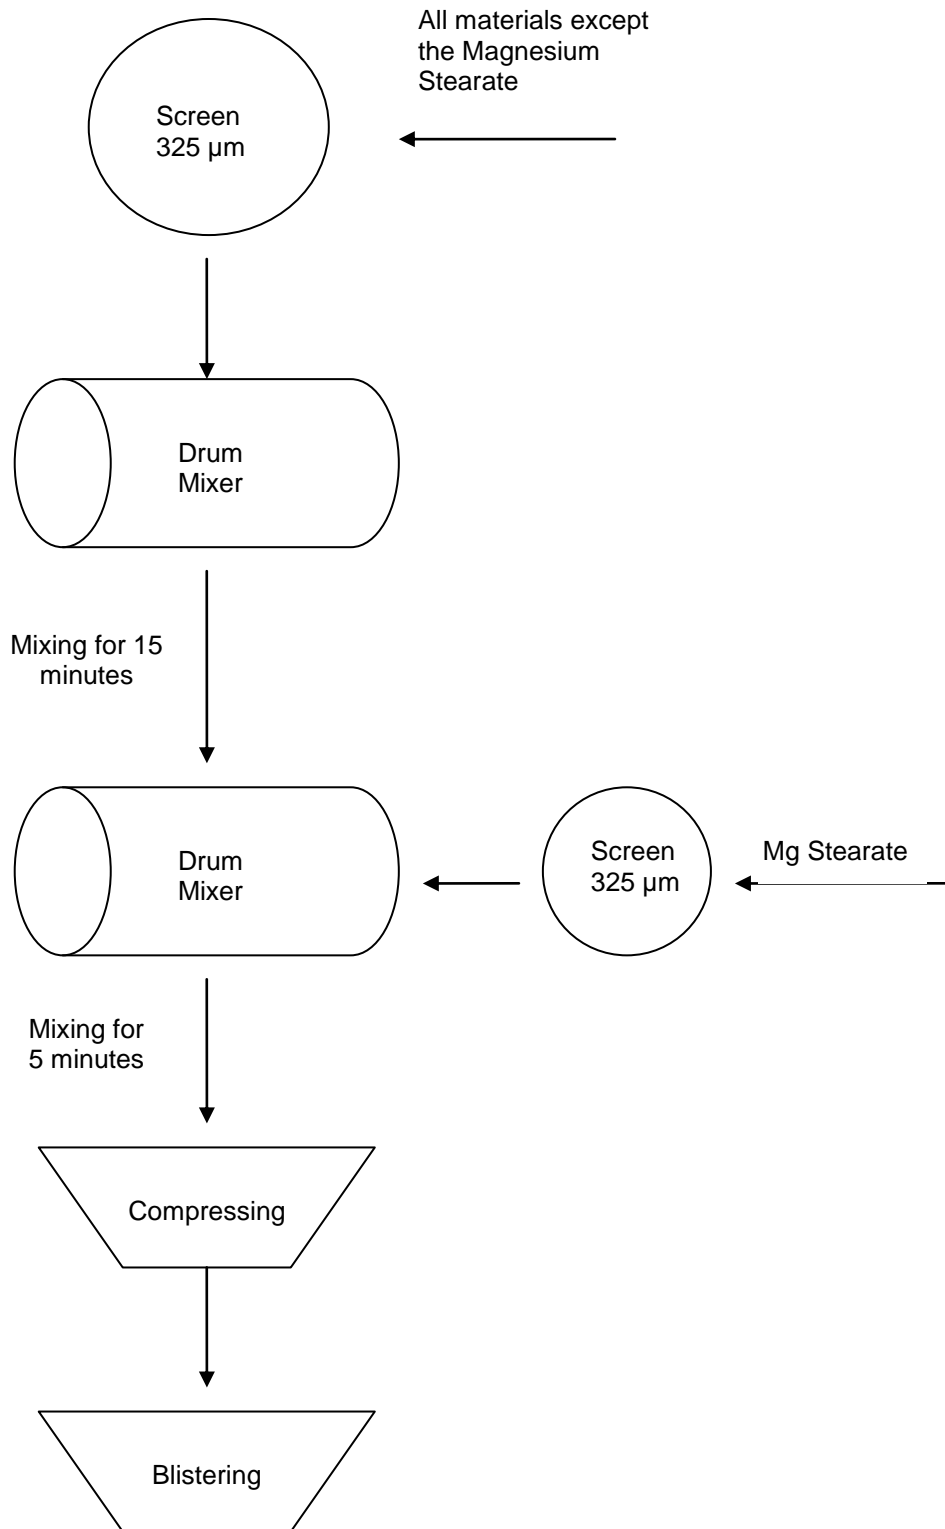 All materials except
the Magnesium
Stearate
Screen
325 µm
Drum
Mixer
Mixing for 15
minutes
Drum
Mixer
Screen
325 µm
Mg Stearate
Mixing for
5 minutes
Compressing
Blistering